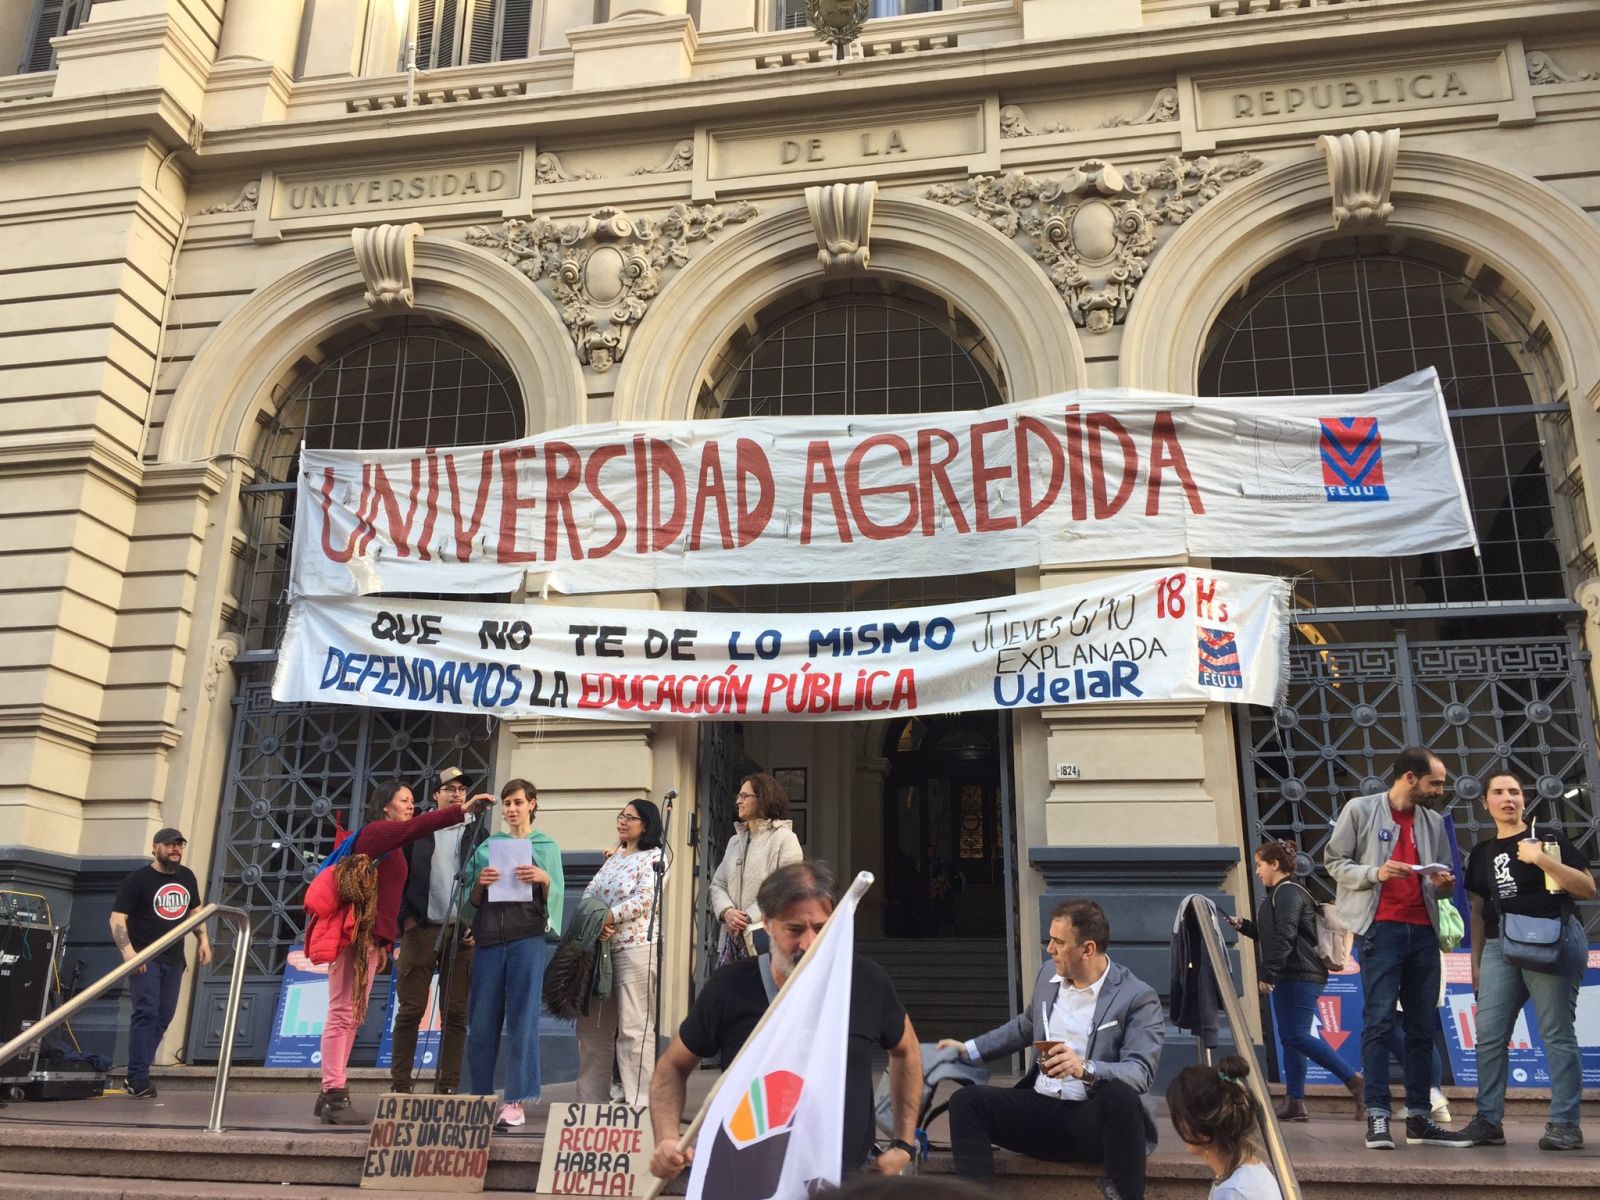 UNIVERSIDAD
DE LA
REPUBLICA
UNIVERSIDAD AGREDIDA
FEUU
QUE NO TE DE LO MISMO
DEFENDAMOS LA EDUCACIÓN PÚBLICA
JUEVES 6/10 18 Hs
EXPLANADA
UdelaR
FEUU
1824
NIRVANA
LA EDUCACIÓN
NO ES UN GASTO
ES UN DERECHO
SI HAY
RECORTE
HABRÁ
LUCHA!